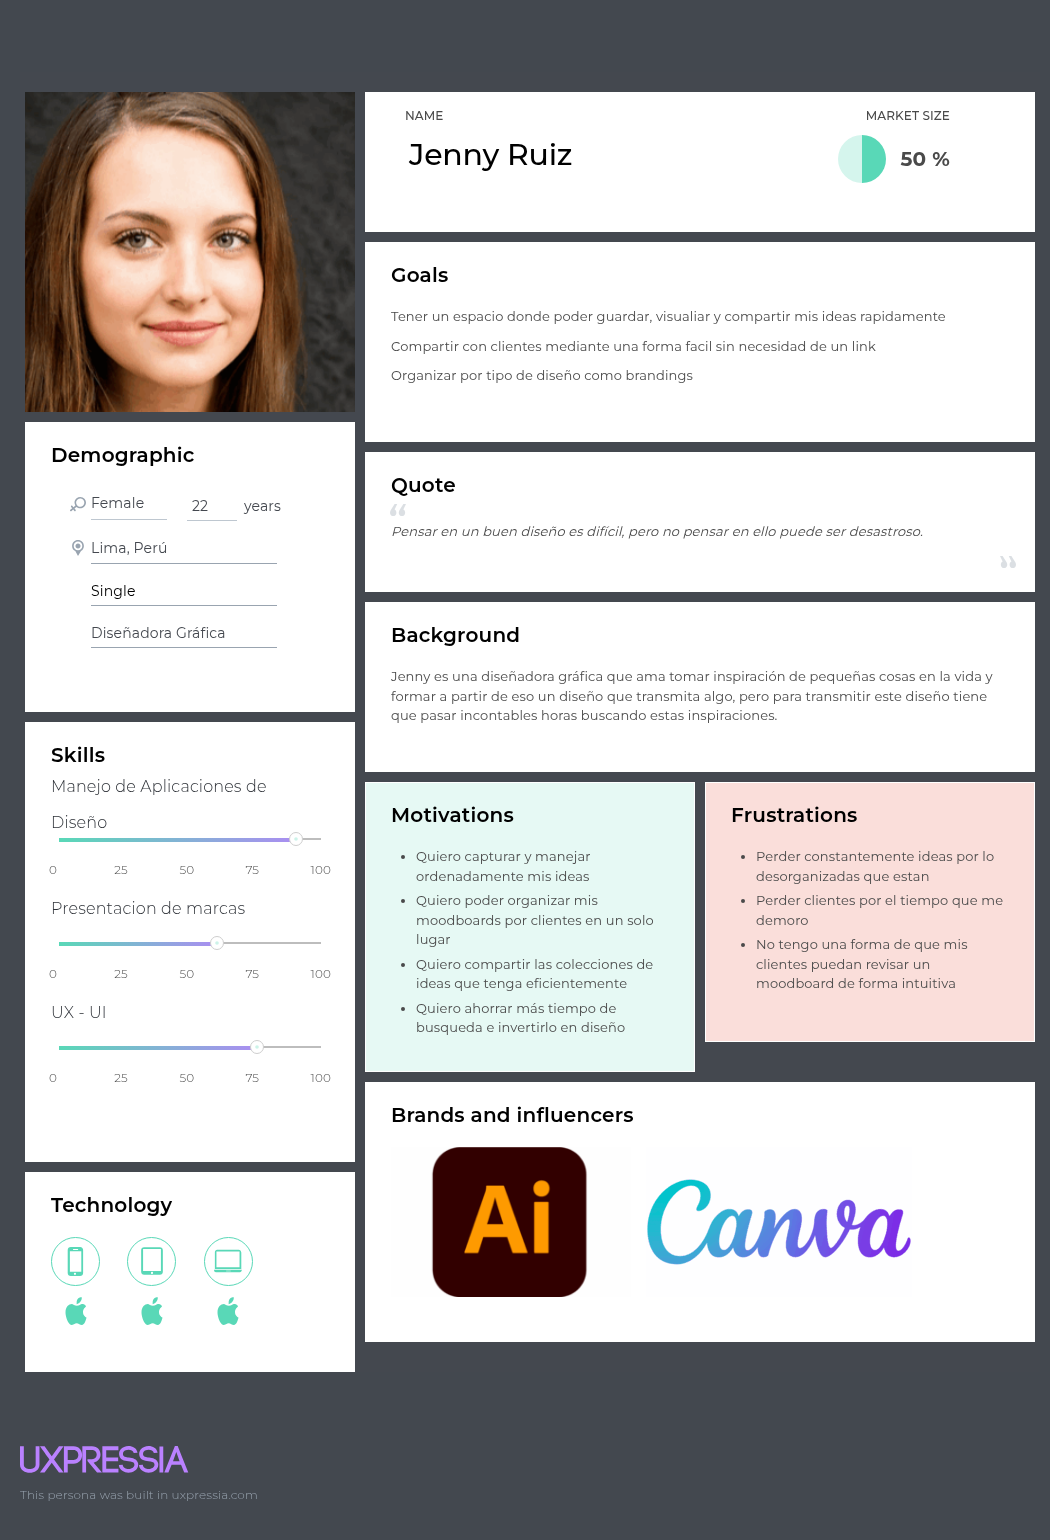 NAME
Jenny Ruiz
MARKET SIZE
50 %
Goals
Tener un espacio donde poder guardar, visualiar y compartir mis ideas rapidamente
Compartir con clientes mediante una forma facil sin necesidad de un link
Organizar por tipo de diseño como brandings
Demographic
Female
22 years
Lima, Perú
Single
Diseñadora Gráfica
Quote
“
Pensar en un buen diseño es difícil, pero no pensar en ello puede ser desastroso.
”
Background
Jenny es una diseñadora gráfica que ama tomar inspiración de pequeñas cosas en la vida y
formar a partir de eso un diseño que transmita algo, pero para transmitir este diseño tiene
que pasar incontables horas buscando estas inspiraciones.
Skills
Manejo de Aplicaciones de
Diseño
0 25 50 75 100
Presentacion de marcas
0 25 50 75 100
UX - UI
0 25 50 75 100
Motivations
• Quiero capturar y manejar
ordenadamente mis ideas
• Quiero poder organizar mis
moodboards por clientes en un solo
lugar
• Quiero compartir las colecciones de
ideas que tenga eficientemente
• Quiero ahorrar más tiempo de
busqueda e invertirlo en diseño
Frustrations
• Perder constantemente ideas por lo
desorganizadas que estan
• Perder clientes por el tiempo que me
demoro
• No tengo una forma de que mis
clientes puedan revisar un
moodboard de forma intuitiva
Technology
Brands and influencers
Ai
Canva
UXPRESSIA
This persona was built in uxpressia.com